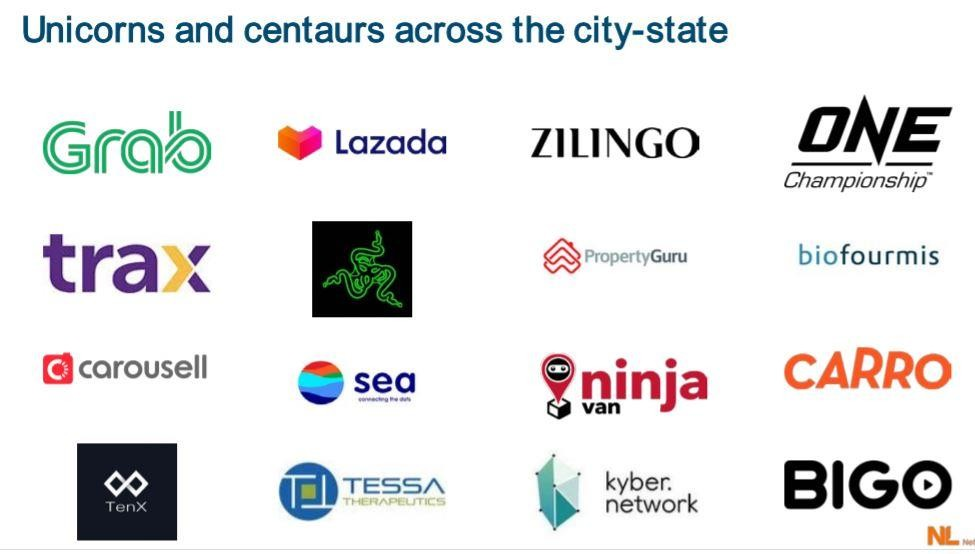 Unicorns and centaurs across the city-state
Grab
Lazada
ZILINGO
ONE
Championship™
trax
PropertyGuru
biofourmis
carousell
sea
connecting the dots
ninja
van
CARRO
TenX
TESSA
THERAPEUTICS
kyber.
network
BIGO
NL Net